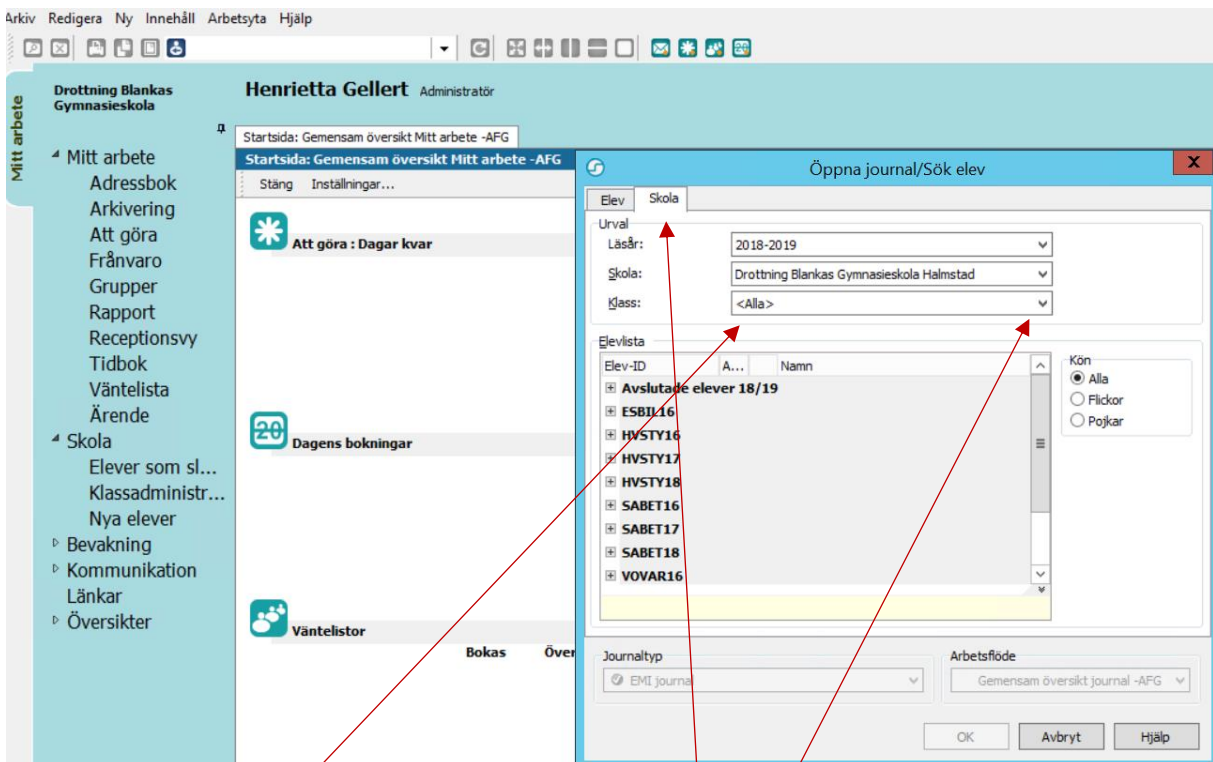 Arkiv Redigera Ny Innehåll Arbetsyta Hjälp
Mitt arbete
Drottning Blankas
Gymnasieskola
Henrietta Gellert Administratör
Mitt arbete
Adressbok
Arkivering
Att göra
Frånvaro
Grupper
Rapport
Receptionsvy
Tidbok
Väntelista
Ärende
Skola
Elever som sl...
Klassadministr...
Nya elever
Bevakning
Kommunikation
Länkar
Översikter
Startsida: Gemensam översikt Mitt arbete -AFG
Startsida: Gemensam översikt Mitt arbete -AFG
Stäng Inställningar...
Att göra : Dagar kvar
20
Dagens bokningar
Väntelistor
Bokas Över
Öppna journal/Sök elev
X
Elev Skola
Urval
Läsår: 2018-2019
Skola: Drottning Blankas Gymnasieskola Halmstad
Klass: <Alla>
Elevlista
Elev-ID A... Namn
Avslutade elever 18/19
ESBIL16
HVSTY16
HVSTY17
HVSTY18
SABET16
SABET17
SABET18
VOVAR16
Kön
Alla
Flickor
Pojkar
Journaltyp
EMI journal
Arbetsflöde
Gemensam översikt journal -AFG
OK Avbryt Hjälp